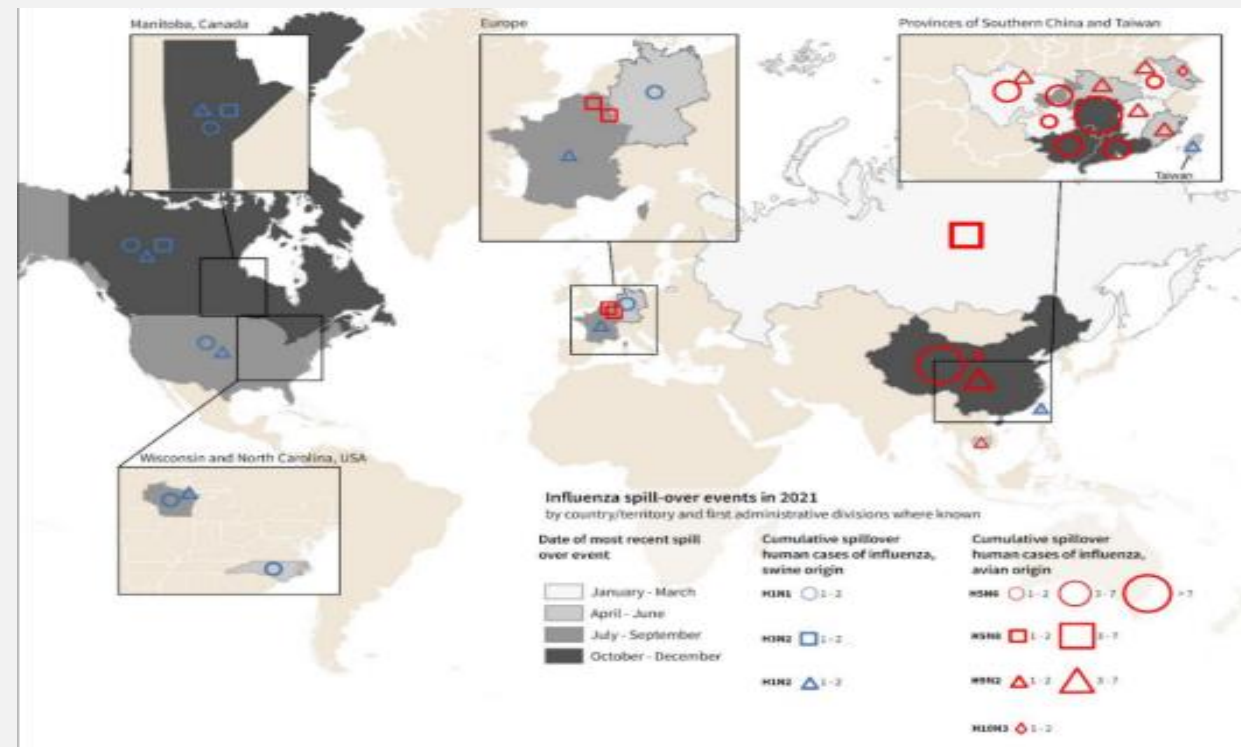 Manitoba, Canada
Europe
Provinces of Southern China and Taiwan
Taiwan
Wisconsin and North Carolina, USA
Influenza spill-over events in 2021
by country/territory and first administrative divisions where known
Date of most recent spill
over event
January - March
April - June
July - September
October - December
Cumulative spillover
human cases of influenza,
swine origin
H1N1 1 - 2
H3N2 1 - 2
H1N2 1 - 2
Cumulative spillover
human cases of influenza,
avian origin
H5N6 1 - 2 3 - 7 > 7
H5N8 1 - 2 3 - 7
H9N2 1 - 2 3 - 7
H10N3 1 - 2